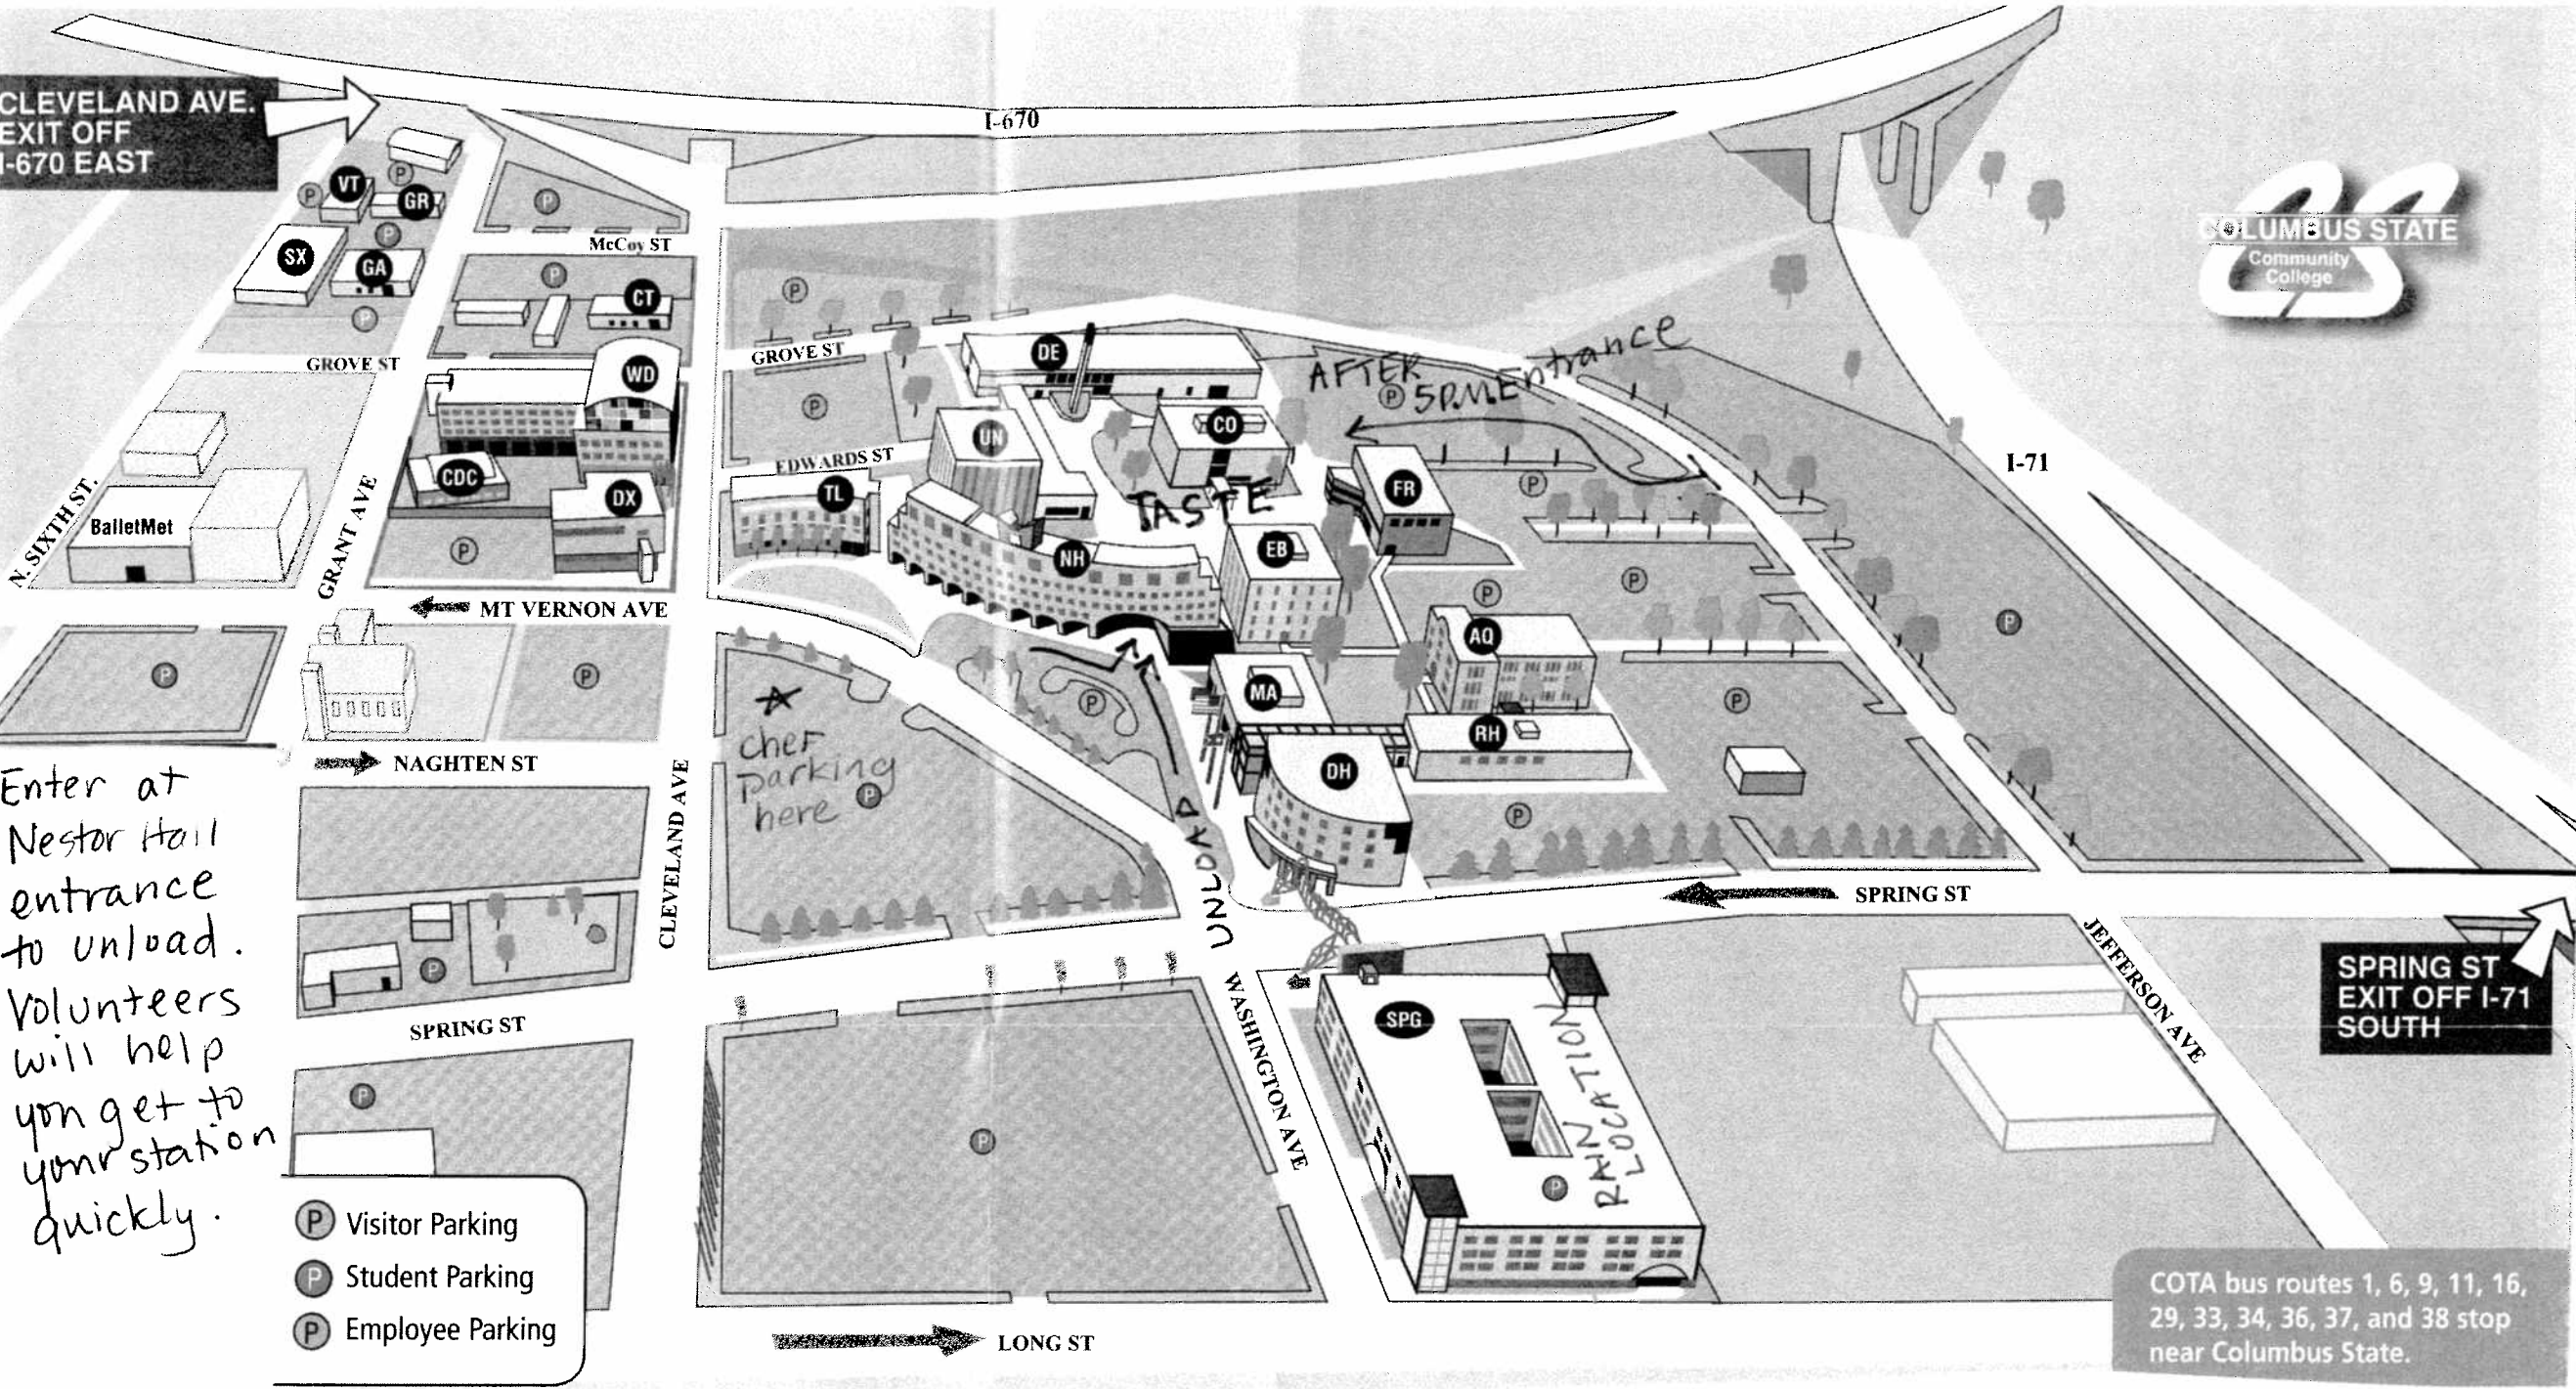 I-670
CLEVELAND AVE.
EXIT OFF
I-670 EAST
VT
GR
SX
GA
P
P
P
P
P
McCoy ST
P
CT
COLUMBUS STATE
Community
College
P
GROVE ST
WD
GROVE ST
P
DE
AFTER
5P.M. Entrance
P
CO
UN
EDWARDS ST
TL
TASTE
FR
P
I-71
N. SIXTH ST.
BalletMet
GRANT AVE
CDC
DX
P
NH
EB
P
P
P
MT VERNON AVE
P
P
AQ
P
MA
P
RH
DH
P
Chef
parking
here
P
NAGHTEN ST
CLEVELAND AVE
UNLOAD
SPRING ST
Enter at
Nestor Hall
entrance
to unload.
Volunteers
will help
you get to
your station
quickly.
P
SPRING ST
P
WASHINGTON AVE
SPG
RAIN
LOCATION
P
P
JEFFERSON AVE
SPRING ST
EXIT OFF I-71
SOUTH
P Visitor Parking
P Student Parking
P Employee Parking
LONG ST
COTA bus routes 1, 6, 9, 11, 16,
29, 33, 34, 36, 37, and 38 stop
near Columbus State.